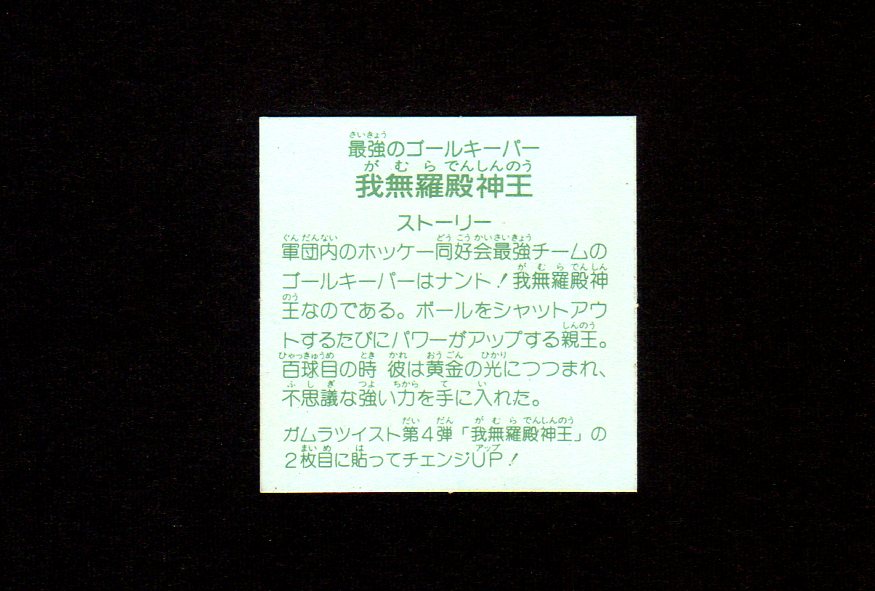 最強のゴールキーパー
我無羅殿神王
ストーリー
軍団内のホッケー同好会最強チームの
ゴールキーパーはナント！我無羅殿神
王なのである。ボールをシャットアウ
トするたびにパワーがアップする親王。
百球目の時 彼は黄金の光につつまれ、
不思議な強い力を手に入れた。
ガムラツイスト第4弾「我無羅殿神王」の
2枚目に貼ってチェンジUP！